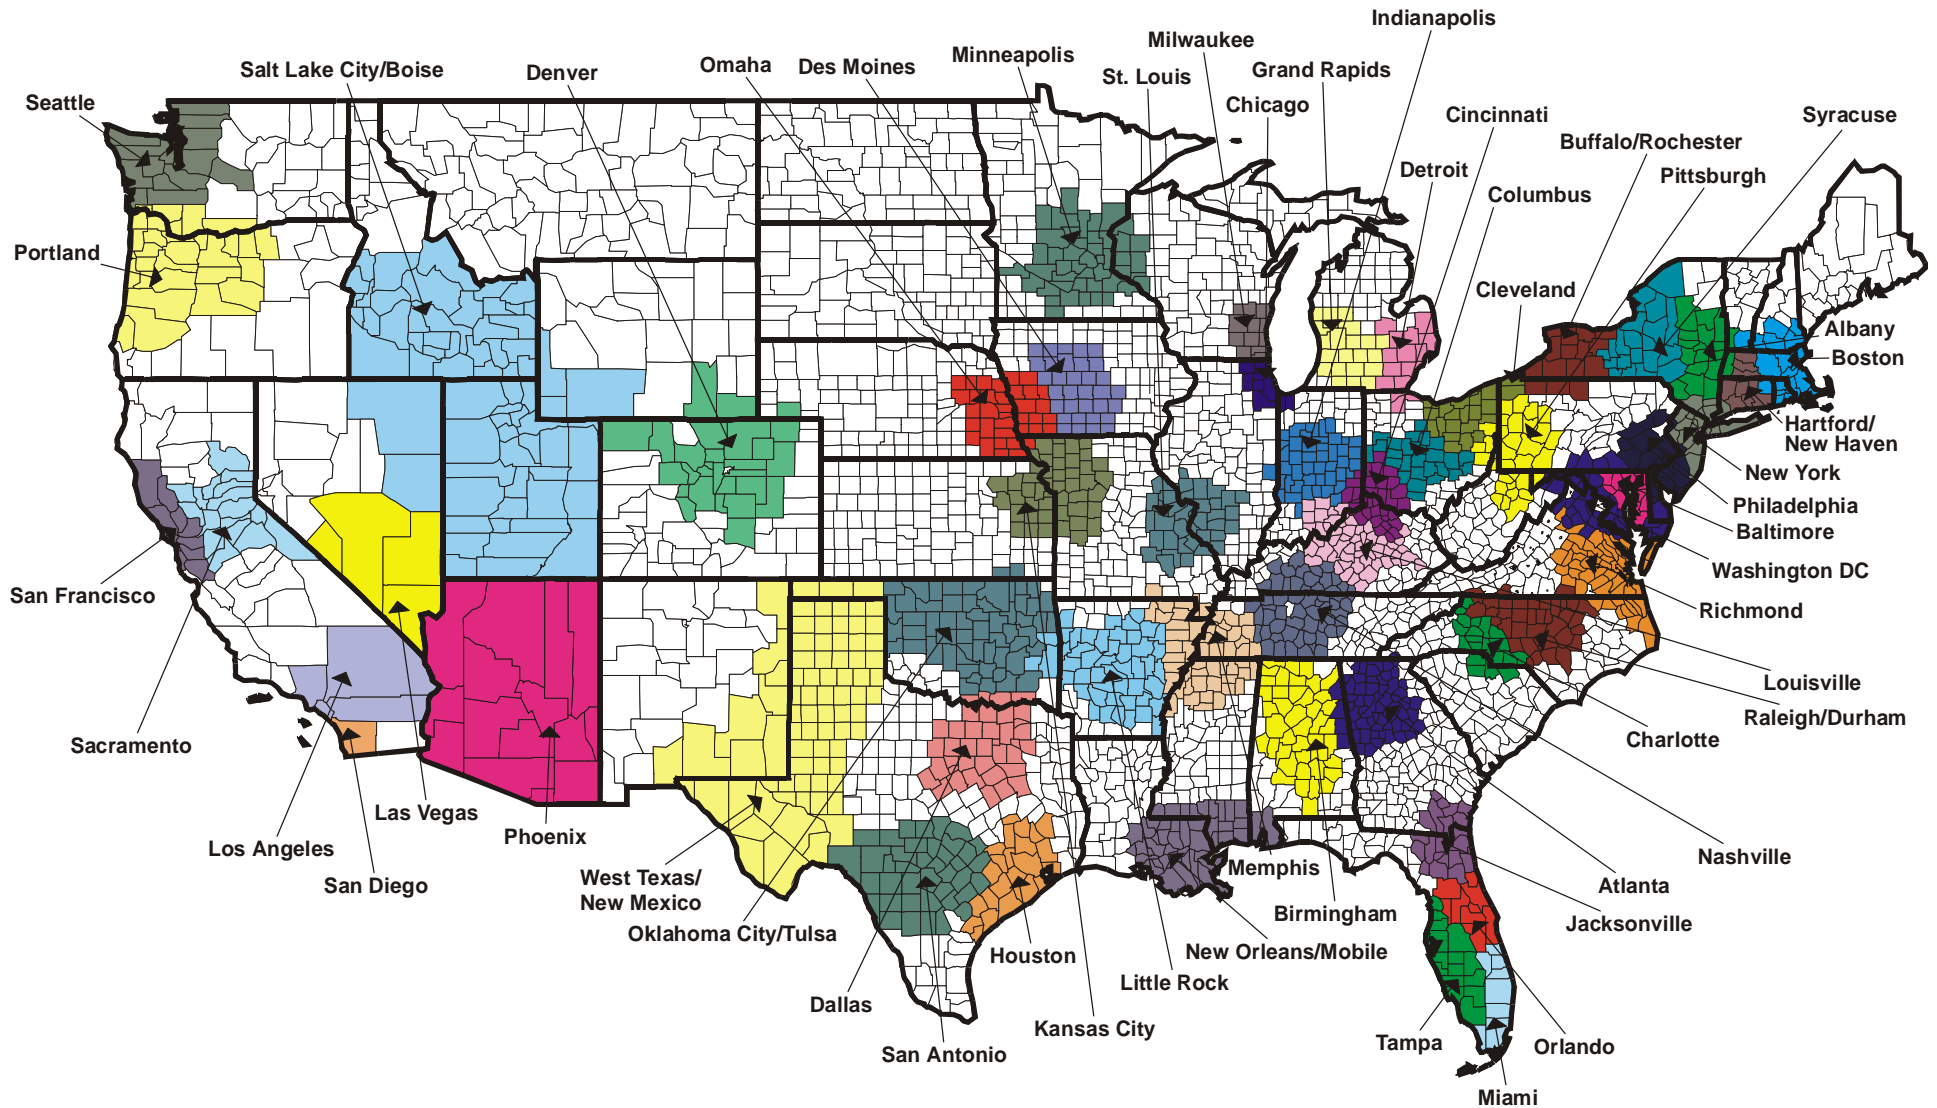 Indianapolis
Milwaukee
Minneapolis
Omaha
Des Moines
Salt Lake City/Boise
Denver
St. Louis
Grand Rapids
Seattle
Chicago
Cincinnati
Syracuse
Buffalo/Rochester
Detroit
Pittsburgh
Columbus
Portland
Cleveland
Albany
Boston
Hartford/
New Haven
New York
Philadelphia
Baltimore
Washington DC
San Francisco
Richmond
Louisville
Raleigh/Durham
Sacramento
Charlotte
Las Vegas
Phoenix
Los Angeles
Nashville
Memphis
San Diego
West Texas/
New Mexico
Atlanta
Birmingham
Jacksonville
Oklahoma City/Tulsa
New Orleans/Mobile
Houston
Little Rock
Dallas
Kansas City
Tampa
Orlando
San Antonio
Miami